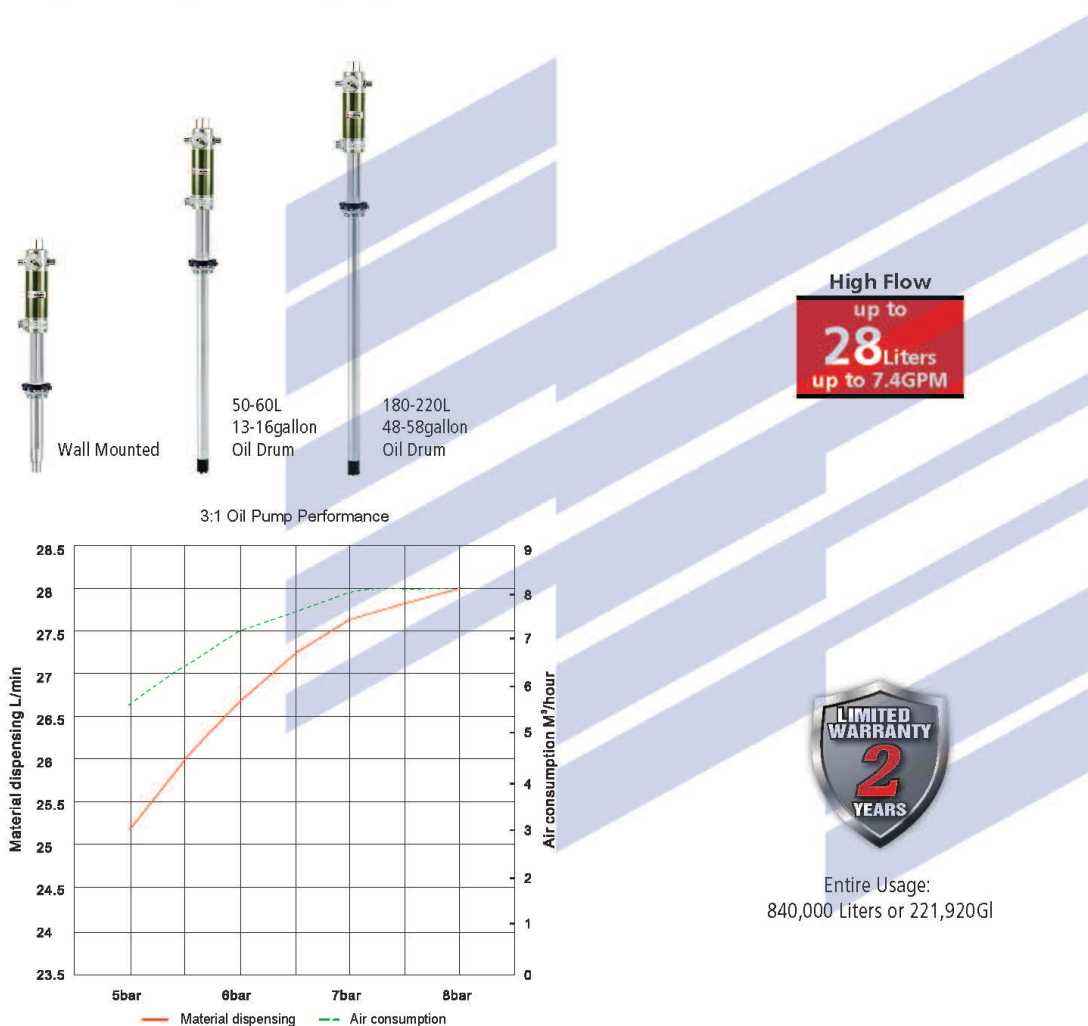 Wall Mounted
50-60L
13-16gallon
Oil Drum
180-220L
48-58gallon
Oil Drum
High Flow
up to
28Liters
up to 7.4GPM
3:1 Oil Pump Performance
Material dispensing L/min
28.5
28
27.5
27
26.5
26
25.5
25
24.5
24
23.5
9
8
7
6
5
4
3
2
1
0
Air consumption M³/hour
5bar 6bar 7bar 8bar
Material dispensing Air consumption
LIMITED
WARRANTY
2
YEARS
Entire Usage:
840,000 Liters or 221,920Gl